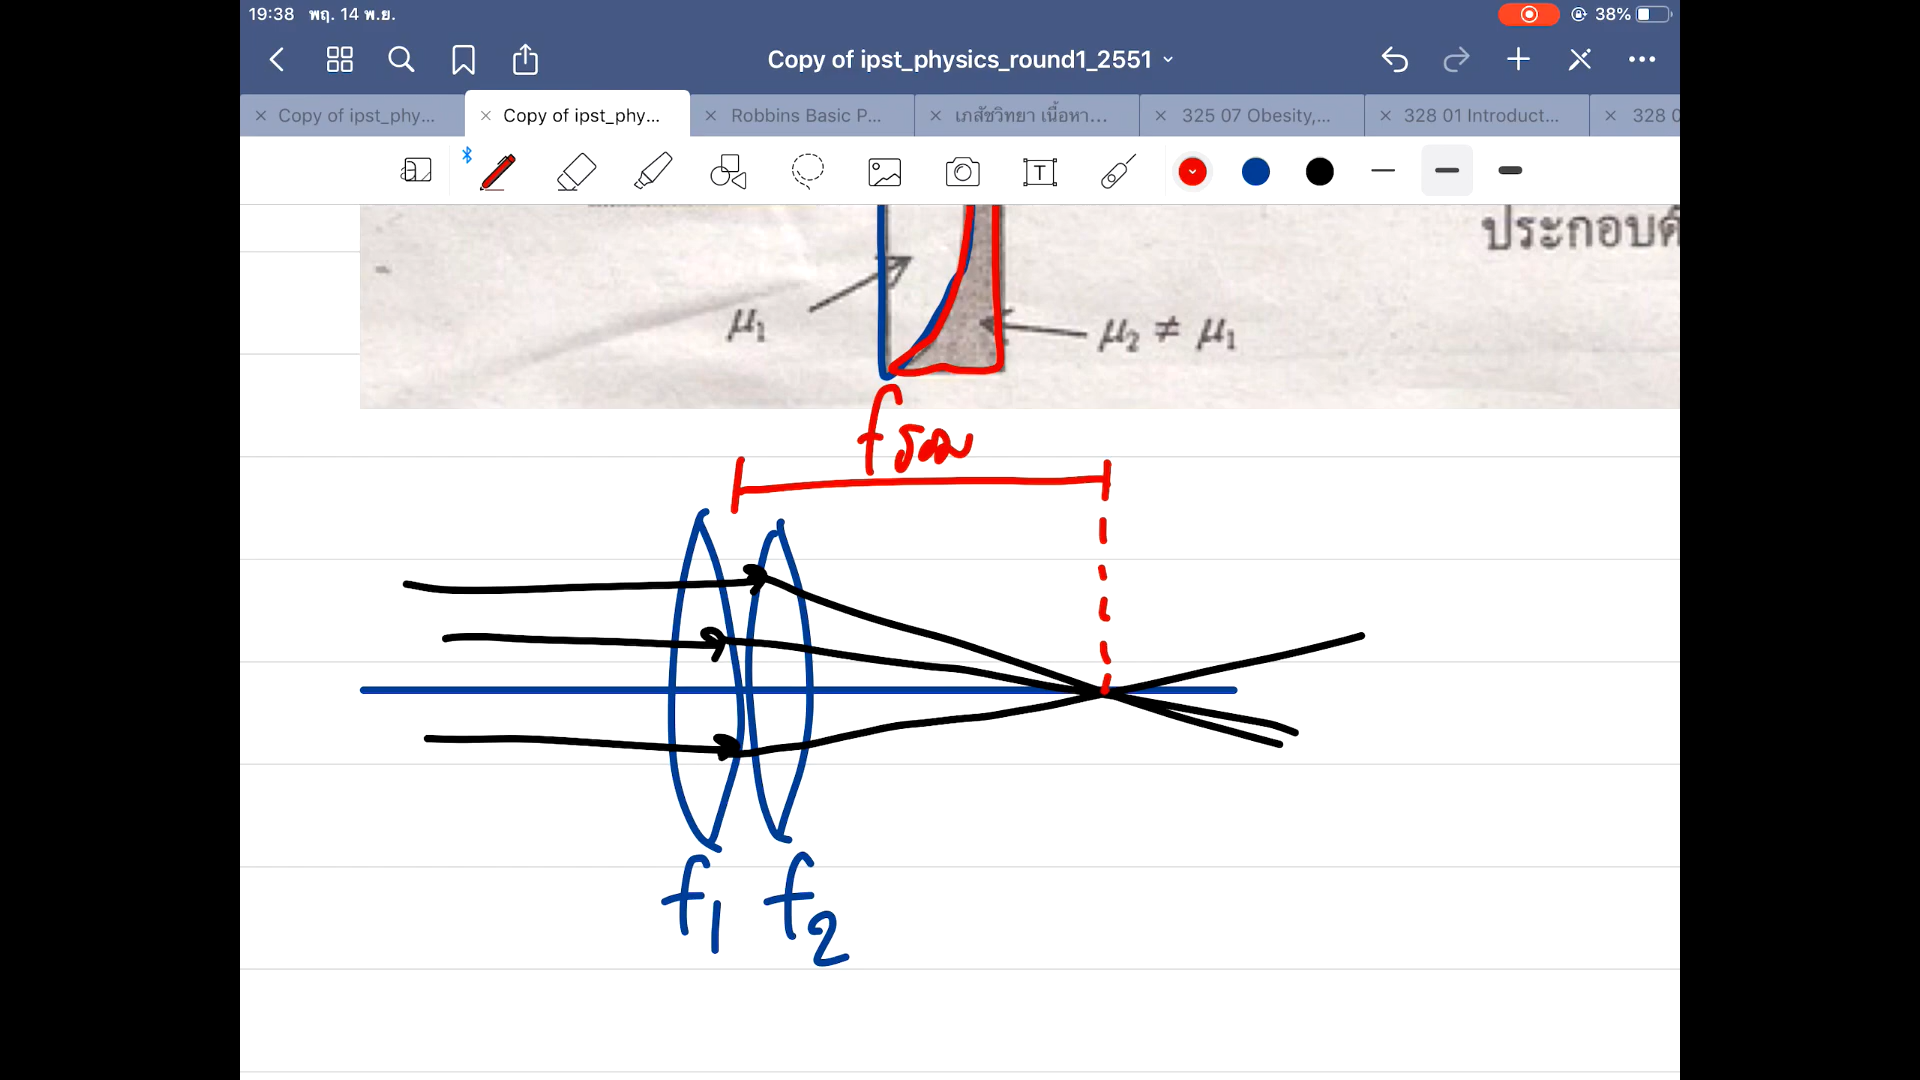 19:38 พฤ. 14 พ.ย.
38%
Copy of ipst_physics_round1_2551
Copy of ipst_phy...
Copy of ipst_phy...
Robbins Basic P...
เภสัชวิทยา เนื้อหา...
325 07 Obesity,...
328 01 Introduct...
328 0
T
ประกอบด้
μ₁
μ₂ ≠ μ₁
f รวม
f₁ f₂